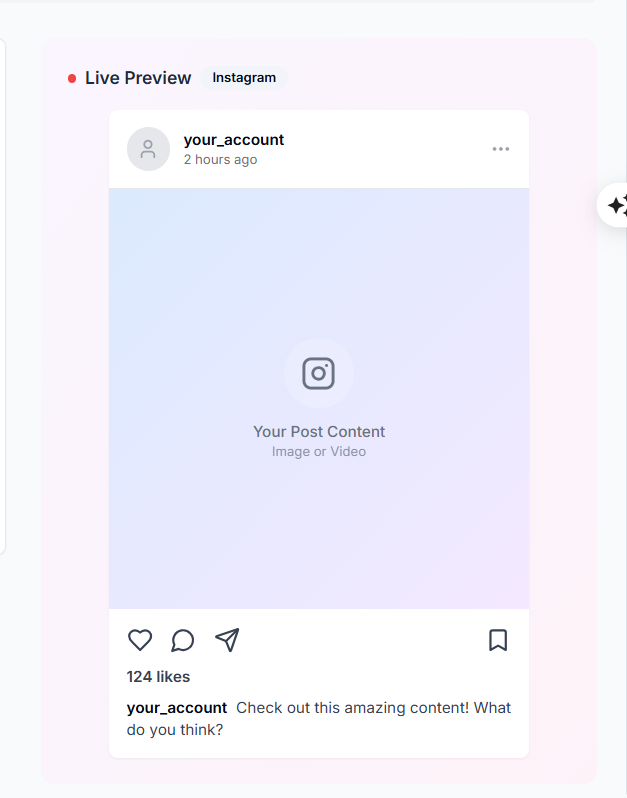 Live Preview
Instagram
your_account
2 hours ago
Your Post Content
Image or Video
124 likes
your_account Check out this amazing content! What
do you think?